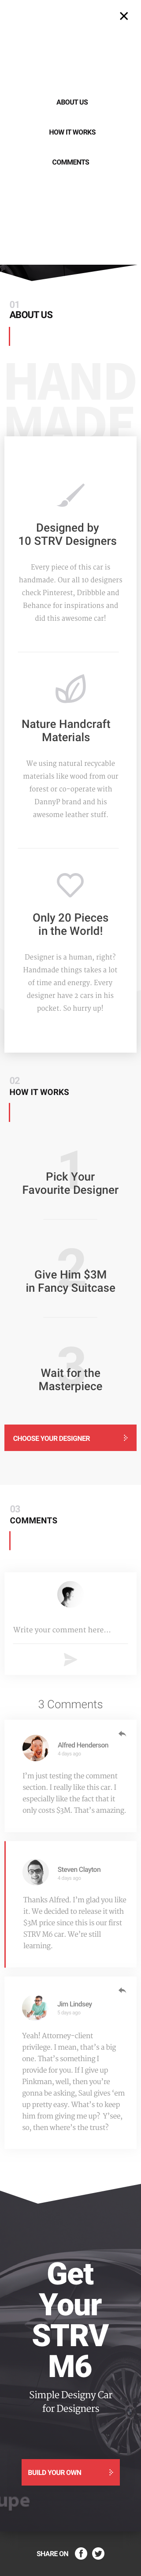 ABOUT US
HOW IT WORKS
COMMENTS
01
ABOUT US
HAND
MADE
Designed by
10 STRV Designers
Every piece of this car is
handmade. Our all 10 designers
check Pinterest, Dribbble and
Behance for inspirations and
did this awesome car!
Nature Handcraft
Materials
We using natural recycable
materials like wood from our
forest or co-operate with
DannyP brand and his
awesome leather stuff.
Only 20 Pieces
in the World!
Designer is a human, right?
Handmade things takes a lot
of time and energy. Every
designer have 2 cars in his
pocket. So hurry up!
02
HOW IT WORKS
1
Pick Your
Favourite Designer
2
Give Him $3M
in Fancy Suitcase
3
Wait for the
Masterpiece
CHOOSE YOUR DESIGNER
03
COMMENTS
Write your comment here...
3 Comments
Alfred Henderson
4 days ago
I'm just testing the comment
section. I really like this car. I
especially like the fact that it
only costs $3M. That's amazing.
Steven Clayton
4 days ago
Thanks Alfred. I'm glad you like
it. We decided to release it with
$3M price since this is our first
STRV M6 car. We're still
learning.
Jim Lindsey
5 days ago
Yeah! Attorney-client
privilege. I mean, that's a big
one. That's something I
provide for you. If I give up
Pinkman, well, then you're
gonna be asking, Saul gives 'em
up pretty easy. What's to keep
him from giving me up? Y'see,
so, then where's the trust?
Get
Your
STRV
M6
Simple Designy Car
for Designers
BUILD YOUR OWN
upe
SHARE ON